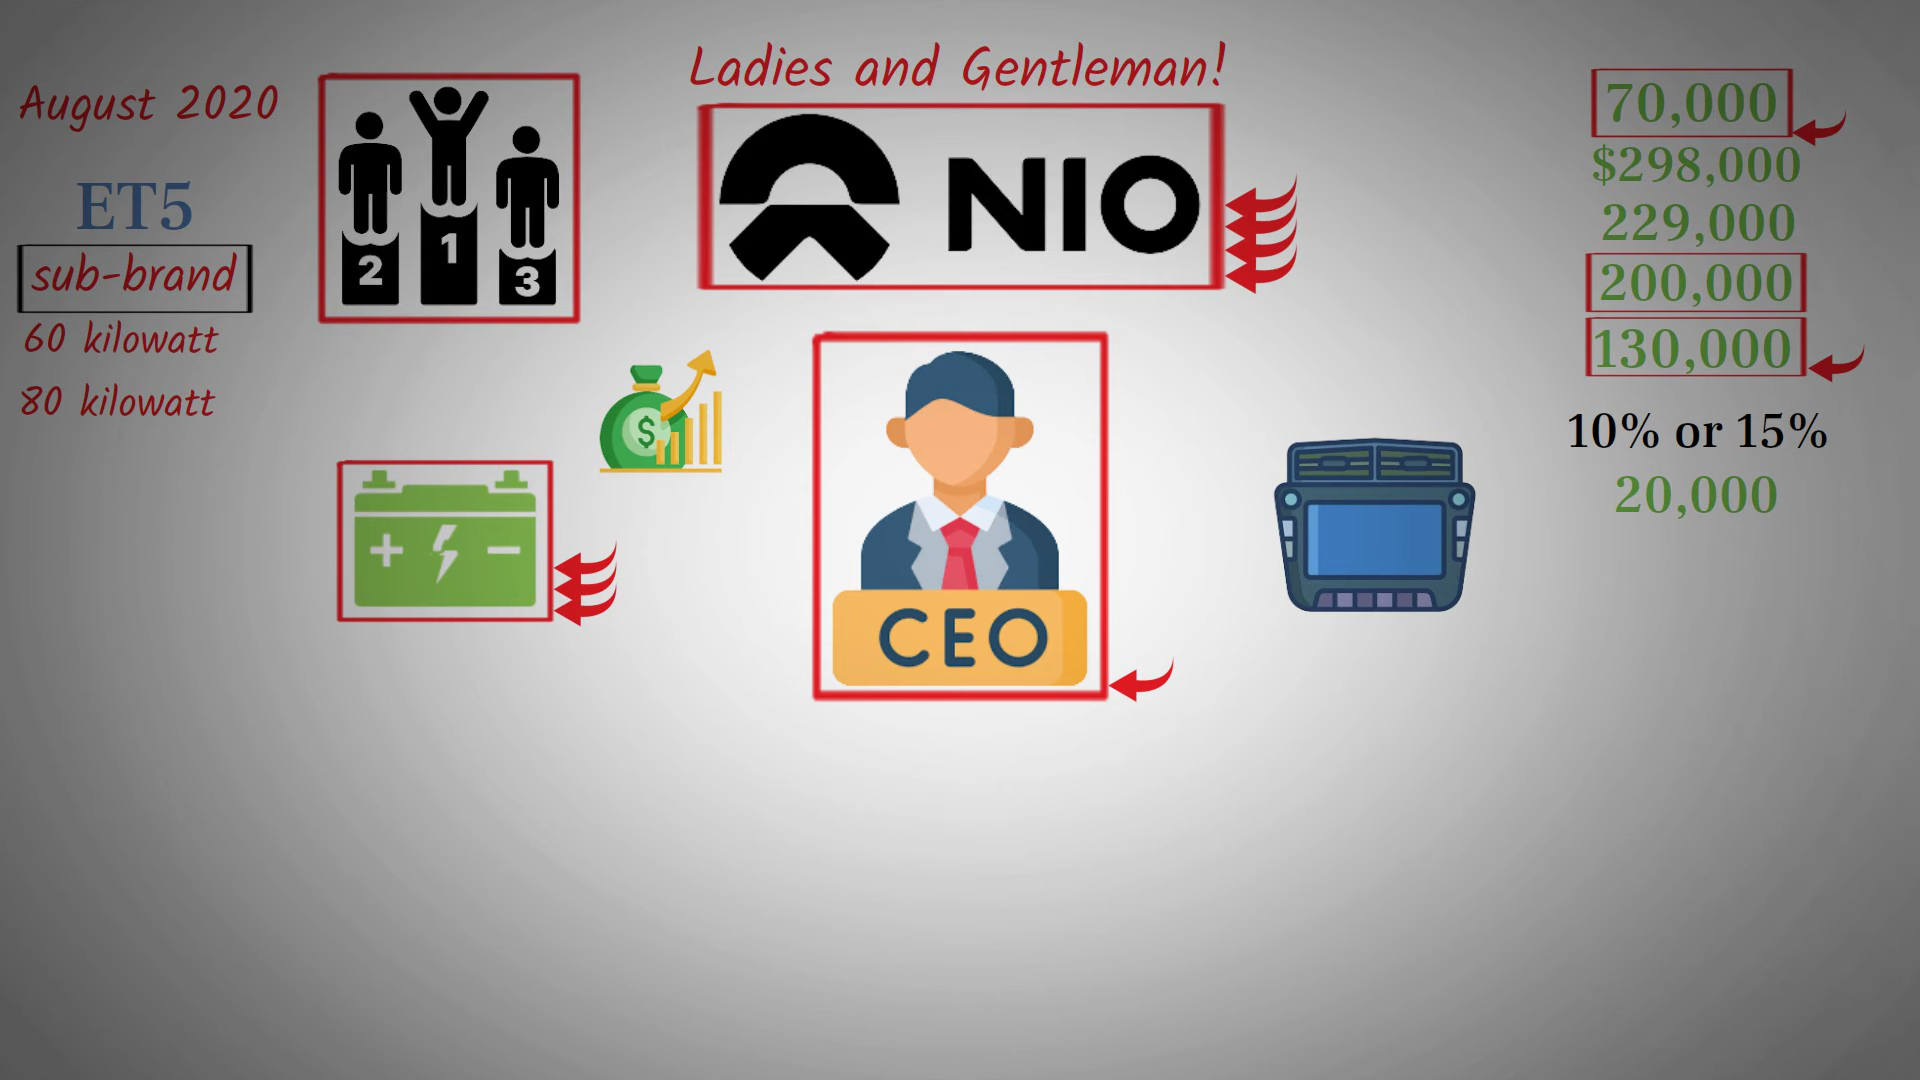 Ladies and Gentleman!
August 2020
ET5
sub-brand
60 kilowatt
80 kilowatt
2
1
3
NIO
$
CEO
70,000
$298,000
229,000
200,000
130,000
10% or 15%
20,000